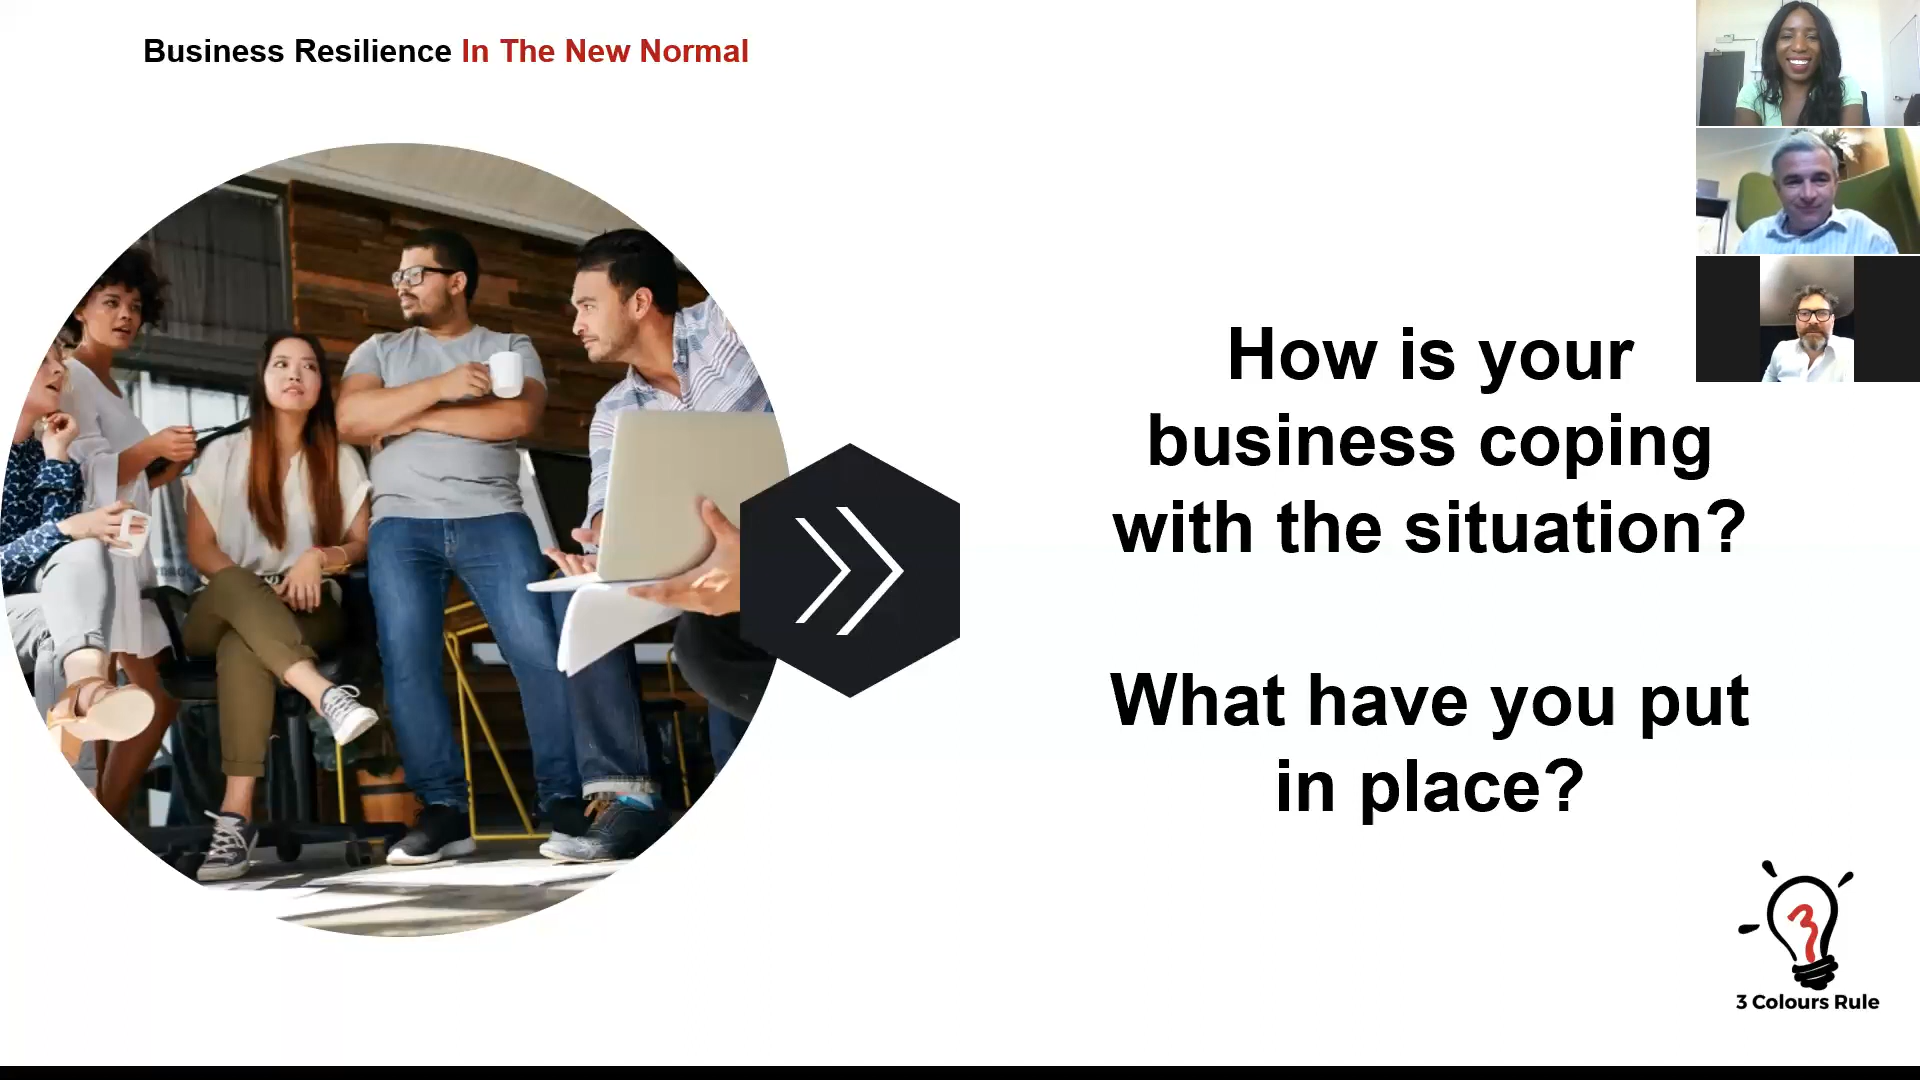 Business Resilience In The New Normal
How is your
business coping
with the situation?
What have you put
in place?
3
3 Colours Rule